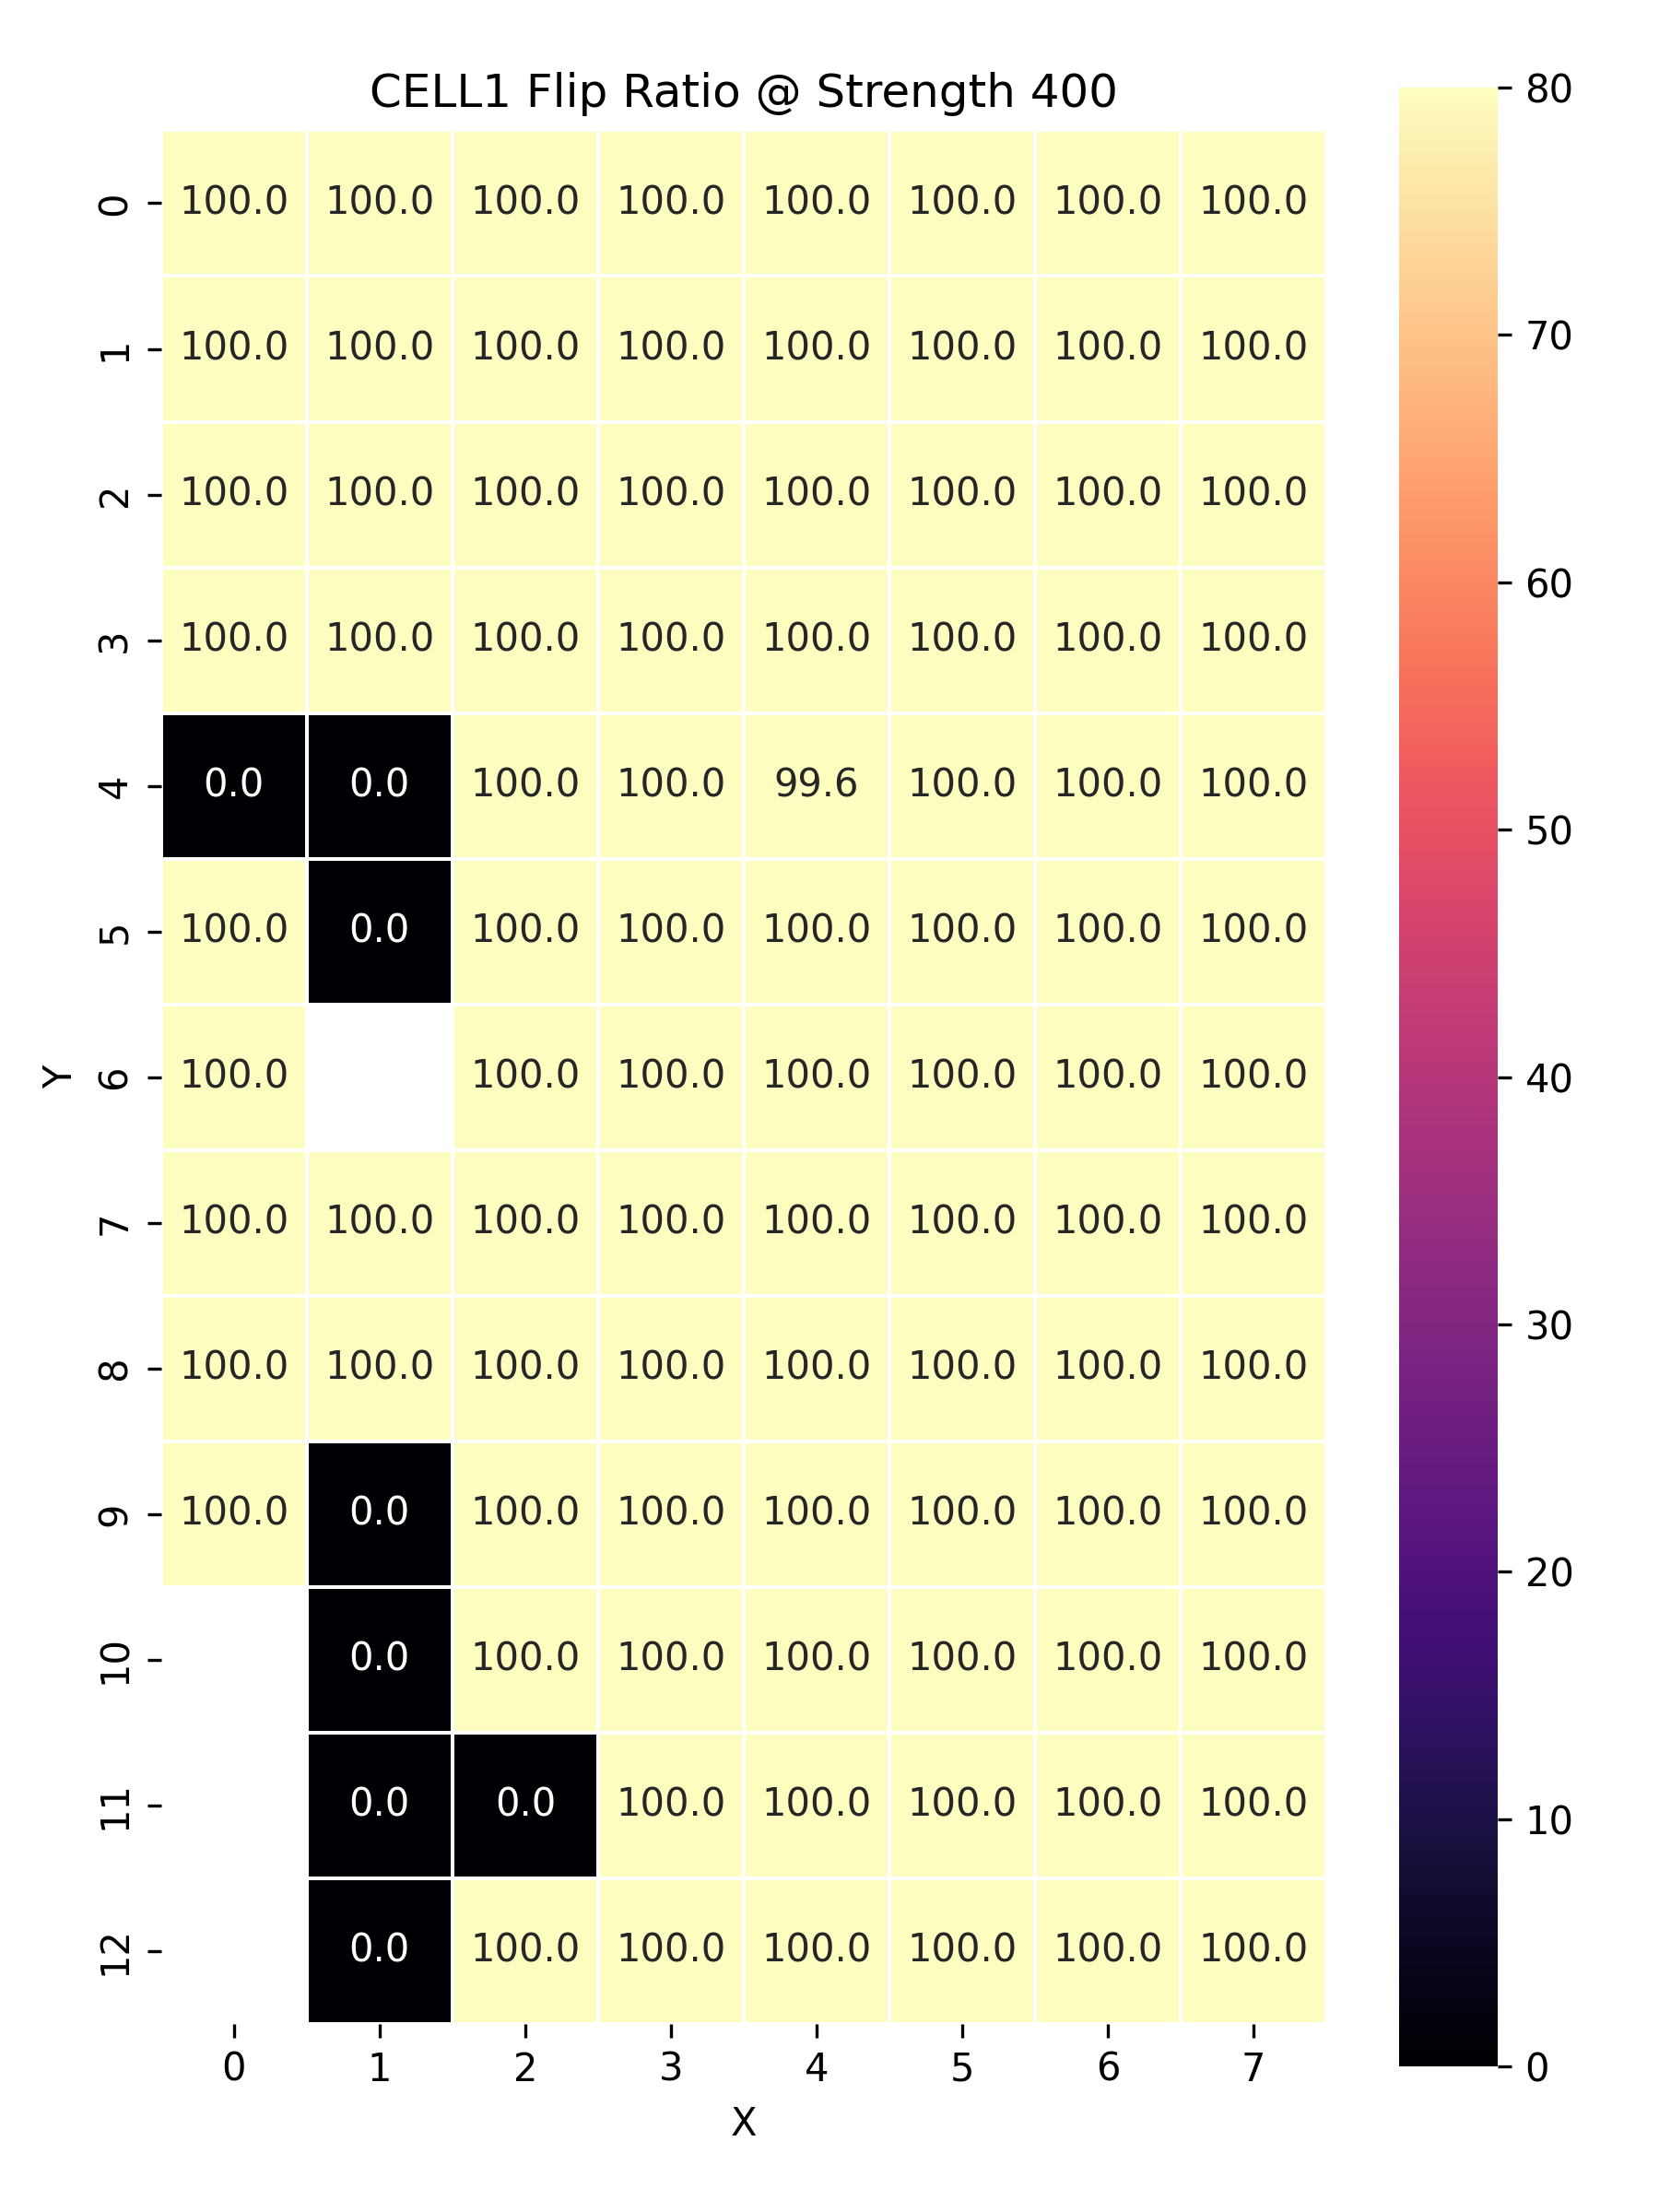 CELL1 Flip Ratio @ Strength 400
0 100.0 100.0 100.0 100.0 100.0 100.0 100.0 100.0
1 100.0 100.0 100.0 100.0 100.0 100.0 100.0 100.0
2 100.0 100.0 100.0 100.0 100.0 100.0 100.0 100.0
3 100.0 100.0 100.0 100.0 100.0 100.0 100.0 100.0
4 0.0 0.0 100.0 100.0 99.6 100.0 100.0 100.0
5 100.0 0.0 100.0 100.0 100.0 100.0 100.0 100.0
6 100.0 100.0 100.0 100.0 100.0 100.0 100.0
7 100.0 100.0 100.0 100.0 100.0 100.0 100.0 100.0
8 100.0 100.0 100.0 100.0 100.0 100.0 100.0 100.0
9 100.0 0.0 100.0 100.0 100.0 100.0 100.0 100.0
10 0.0 100.0 100.0 100.0 100.0 100.0 100.0
11 0.0 0.0 100.0 100.0 100.0 100.0 100.0
12 0.0 100.0 100.0 100.0 100.0 100.0 100.0
0 1 2 3 4 5 6 7
X
Y
80
70
60
50
40
30
20
10
0